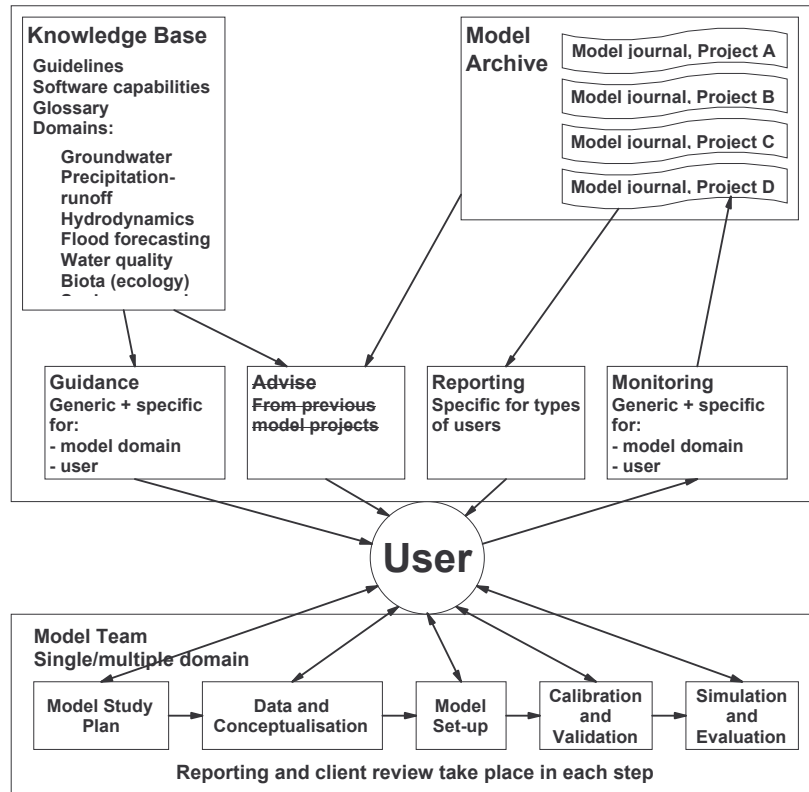 Knowledge Base
Guidelines
Software capabilities
Glossary
Domains:
Groundwater
Precipitation-
runoff
Hydrodynamics
Flood forecasting
Water quality
Biota (ecology)
Model
Archive
Model journal, Project A
Model journal, Project B
Model journal, Project C
Model journal, Project D
Guidance
Generic + specific
for:
- model domain
- user
Advise
From previous
model projects
Reporting
Specific for types
of users
Monitoring
Generic + specific
for:
- model domain
- user
User
Model Team
Single/multiple domain
Model Study
Plan
Data and
Conceptualisation
Model
Set-up
Calibration
and
Validation
Simulation
and
Evaluation
Reporting and client review take place in each step